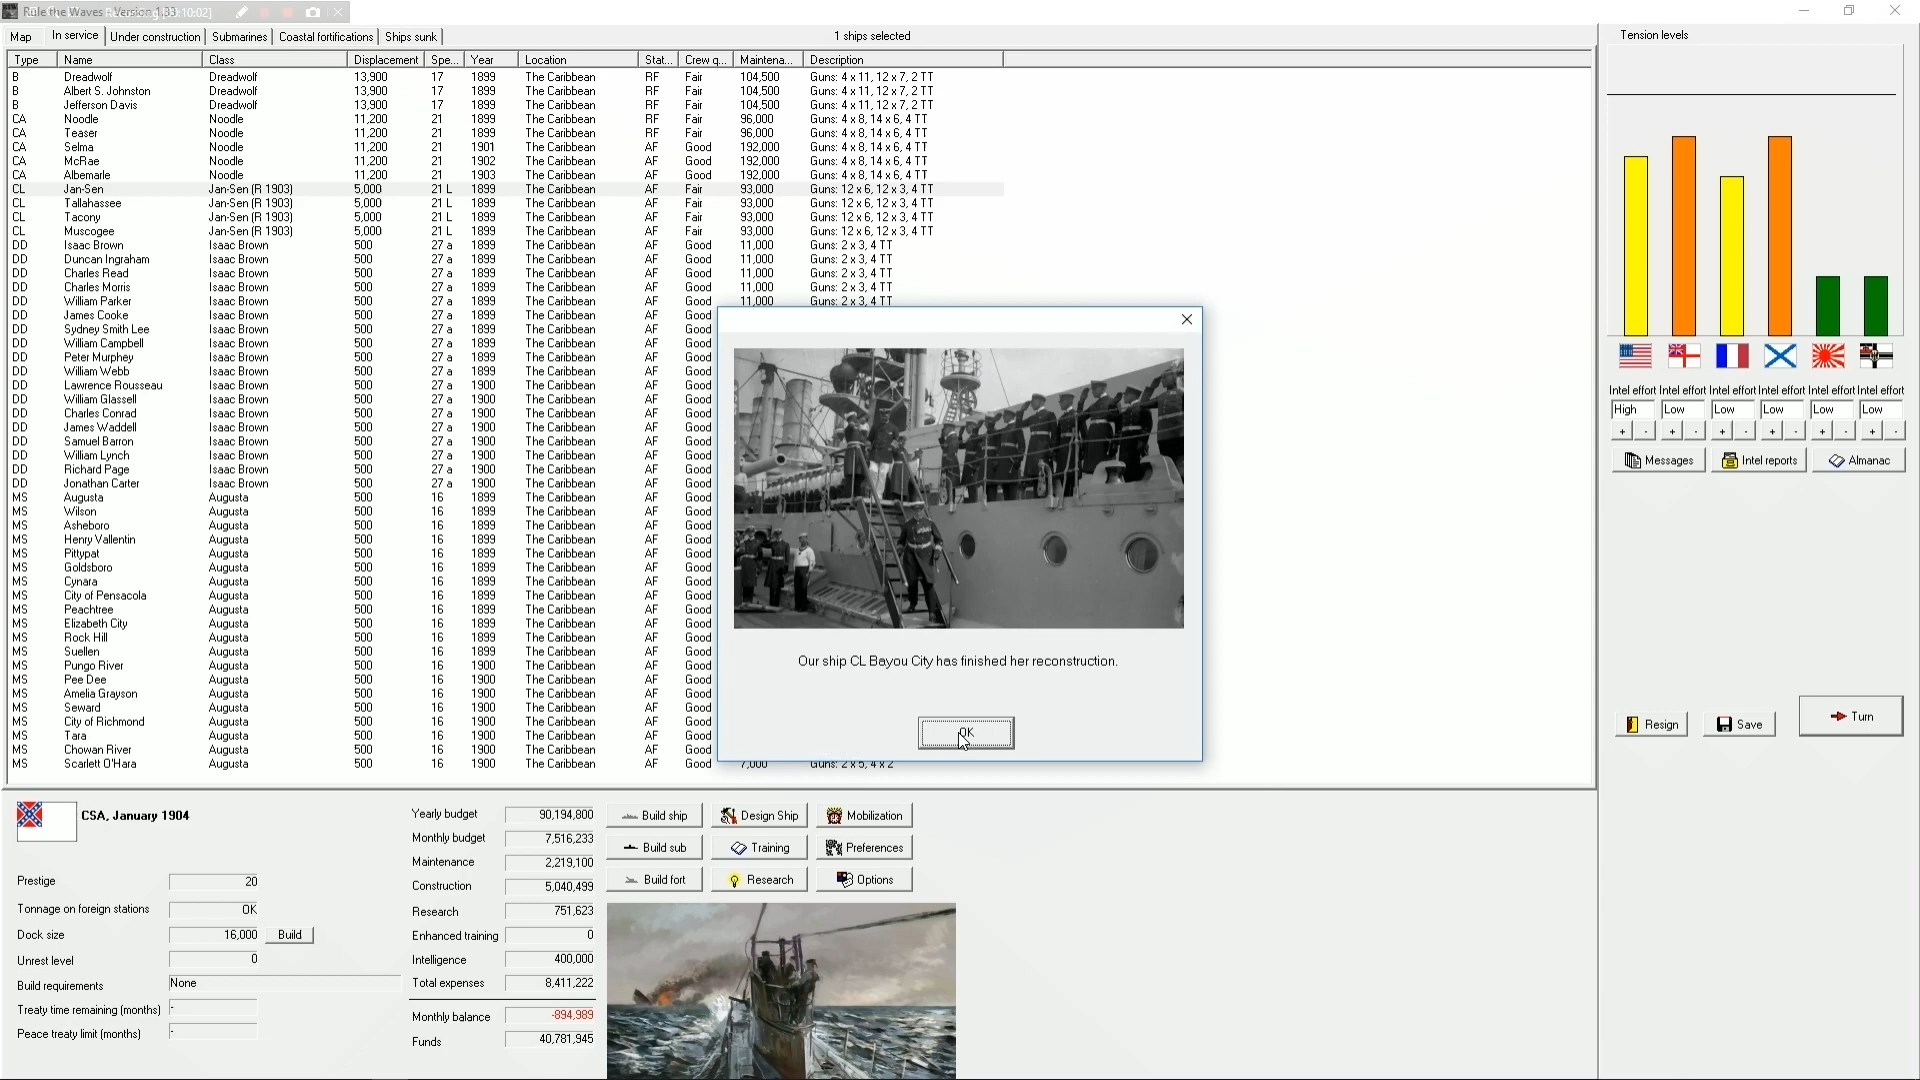 Rule the Waves - Version 1.33
Recording [00:10:02]
Map In service Under construction Submarines Coastal fortifications Ships sunk 1 ships selected
Type Name Class Displacement Spe... Year Location Stat... Crew q... Maintena... Description
B Dreadwolf Dreadwolf 13,900 17 1899 The Caribbean RF Fair 104,500 Guns: 4 x 11, 12 x 7, 2 TT
B Albert S. Johnston Dreadwolf 13,900 17 1899 The Caribbean RF Fair 104,500 Guns: 4 x 11, 12 x 7, 2 TT
B Jefferson Davis Dreadwolf 13,900 17 1899 The Caribbean RF Fair 104,500 Guns: 4 x 11, 12 x 7, 2 TT
CA Noodle Noodle 11,200 21 1899 The Caribbean RF Fair 96,000 Guns: 4 x 8, 14 x 6, 4 TT
CA Teaser Noodle 11,200 21 1899 The Caribbean RF Fair 96,000 Guns: 4 x 8, 14 x 6, 4 TT
CA Selma Noodle 11,200 21 1901 The Caribbean AF Good 192,000 Guns: 4 x 8, 14 x 6, 4 TT
CA McRae Noodle 11,200 21 1902 The Caribbean AF Good 192,000 Guns: 4 x 8, 14 x 6, 4 TT
CA Albemarle Noodle 11,200 21 1903 The Caribbean AF Good 192,000 Guns: 4 x 8, 14 x 6, 4 TT
CL Jan-Sen Jan-Sen (R 1903) 5,000 21 L 1899 The Caribbean AF Fair 93,000 Guns: 12 x 6, 12 x 3, 4 TT
CL Tallahassee Jan-Sen (R 1903) 5,000 21 L 1899 The Caribbean AF Fair 93,000 Guns: 12 x 6, 12 x 3, 4 TT
CL Tacony Jan-Sen (R 1903) 5,000 21 L 1899 The Caribbean AF Fair 93,000 Guns: 12 x 6, 12 x 3, 4 TT
CL Muscogee Jan-Sen (R 1903) 5,000 21 L 1899 The Caribbean AF Fair 93,000 Guns: 12 x 6, 12 x 3, 4 TT
DD Isaac Brown Isaac Brown 500 27 a 1899 The Caribbean AF Good 11,000 Guns: 2 x 3, 4 TT
DD Duncan Ingraham Isaac Brown 500 27 a 1899 The Caribbean AF Good 11,000 Guns: 2 x 3, 4 TT
DD Charles Read Isaac Brown 500 27 a 1899 The Caribbean AF Good 11,000 Guns: 2 x 3, 4 TT
DD Charles Morris Isaac Brown 500 27 a 1899 The Caribbean AF Good 11,000 Guns: 2 x 3, 4 TT
DD William Parker Isaac Brown 500 27 a 1899 The Caribbean AF Good 11,000 Guns: 2 x 3, 4 TT
DD James Cooke Isaac Brown 500 27 a 1899 The Caribbean AF Good
DD Sydney Smith Lee Isaac Brown 500 27 a 1899 The Caribbean AF Good
DD William Campbell Isaac Brown 500 27 a 1899 The Caribbean AF Good
DD Peter Murphey Isaac Brown 500 27 a 1899 The Caribbean AF Good
DD William Webb Isaac Brown 500 27 a 1899 The Caribbean AF Good
DD Lawrence Rousseau Isaac Brown 500 27 a 1900 The Caribbean AF Good
DD William Glassell Isaac Brown 500 27 a 1900 The Caribbean AF Good
DD Charles Conrad Isaac Brown 500 27 a 1900 The Caribbean AF Good
DD James Waddell Isaac Brown 500 27 a 1900 The Caribbean AF Good
DD Samuel Barron Isaac Brown 500 27 a 1900 The Caribbean AF Good
DD William Lynch Isaac Brown 500 27 a 1900 The Caribbean AF Good
DD Richard Page Isaac Brown 500 27 a 1900 The Caribbean AF Good
DD Jonathan Carter Isaac Brown 500 27 a 1900 The Caribbean AF Good
MS Augusta Augusta 500 16 1899 The Caribbean AF Good
MS Wilson Augusta 500 16 1899 The Caribbean AF Good
MS Asheboro Augusta 500 16 1899 The Caribbean AF Good
MS Henry Vallentin Augusta 500 16 1899 The Caribbean AF Good
MS Pittypat Augusta 500 16 1899 The Caribbean AF Good
MS Goldsboro Augusta 500 16 1899 The Caribbean AF Good
MS Cynara Augusta 500 16 1899 The Caribbean AF Good
MS City of Pensacola Augusta 500 16 1899 The Caribbean AF Good
MS Peachtree Augusta 500 16 1899 The Caribbean AF Good
MS Elizabeth City Augusta 500 16 1899 The Caribbean AF Good
MS Rock Hill Augusta 500 16 1899 The Caribbean AF Good
MS Suellen Augusta 500 16 1899 The Caribbean AF Good
MS Pungo River Augusta 500 16 1900 The Caribbean AF Good
MS Pee Dee Augusta 500 16 1900 The Caribbean AF Good
MS Amelia Grayson Augusta 500 16 1900 The Caribbean AF Good
MS Seward Augusta 500 16 1900 The Caribbean AF Good
MS City of Richmond Augusta 500 16 1900 The Caribbean AF Good
MS Tara Augusta 500 16 1900 The Caribbean AF Good
MS Chowan River Augusta 500 16 1900 The Caribbean AF Good
MS Scarlett O'Hara Augusta 500 16 1900 The Caribbean AF Good 7,000 Guns: 2 x 5, 4 x 2
Our ship CL Bayou City has finished her reconstruction.
OK
Tension levels
Intel effort Intel effort Intel effort Intel effort Intel effort Intel effort
High Low Low Low Low Low
+ - + - + - + - + - + -
Messages Intel reports Almanac
Resign Save Turn
CSA, January 1904
Prestige 20
Tonnage on foreign stations OK
Dock size 16,000 Build
Unrest level 0
Build requirements None
Treaty time remaining (months) -
Peace treaty limit (months) -
Yearly budget 90,194,800
Monthly budget 7,516,233
Maintenance 2,219,100
Construction 5,040,499
Research 751,623
Enhanced training 0
Intelligence 400,000
Total expenses 8,411,222
Monthly balance -894,989
Funds 40,781,945
Build ship Design Ship Mobilization
Build sub Training Preferences
Build fort Research Options